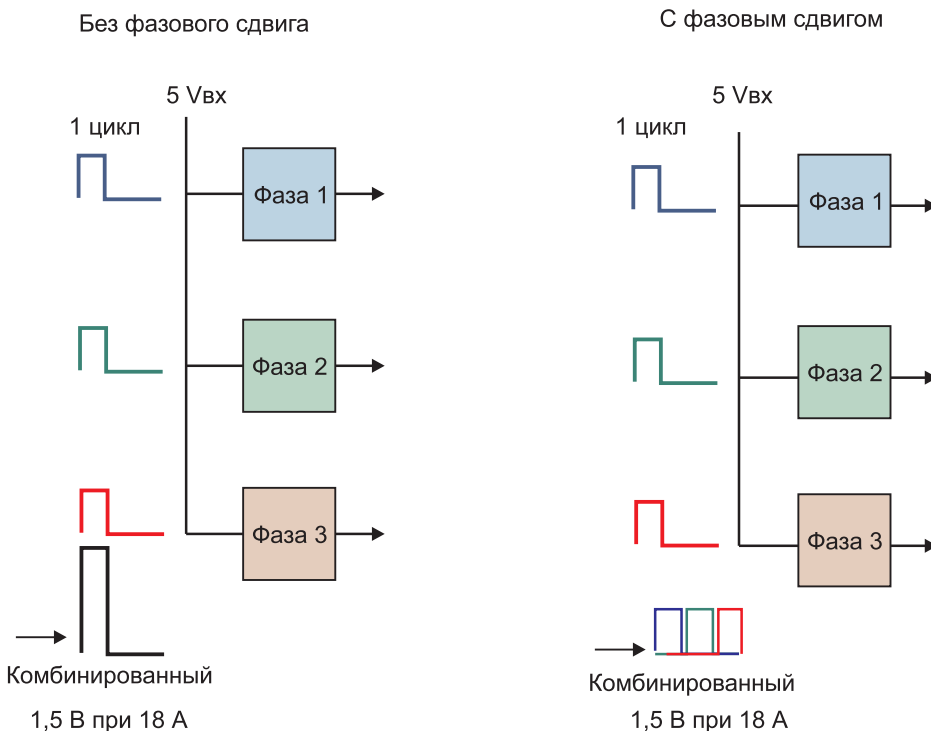 Без фазового сдвига
5 Vвх
1 цикл
Фаза 1
Фаза 2
Фаза 3
Комбинированный
1,5 В при 18 А
С фазовым сдвигом
5 Vвх
1 цикл
Фаза 1
Фаза 2
Фаза 3
Комбинированный
1,5 В при 18 А